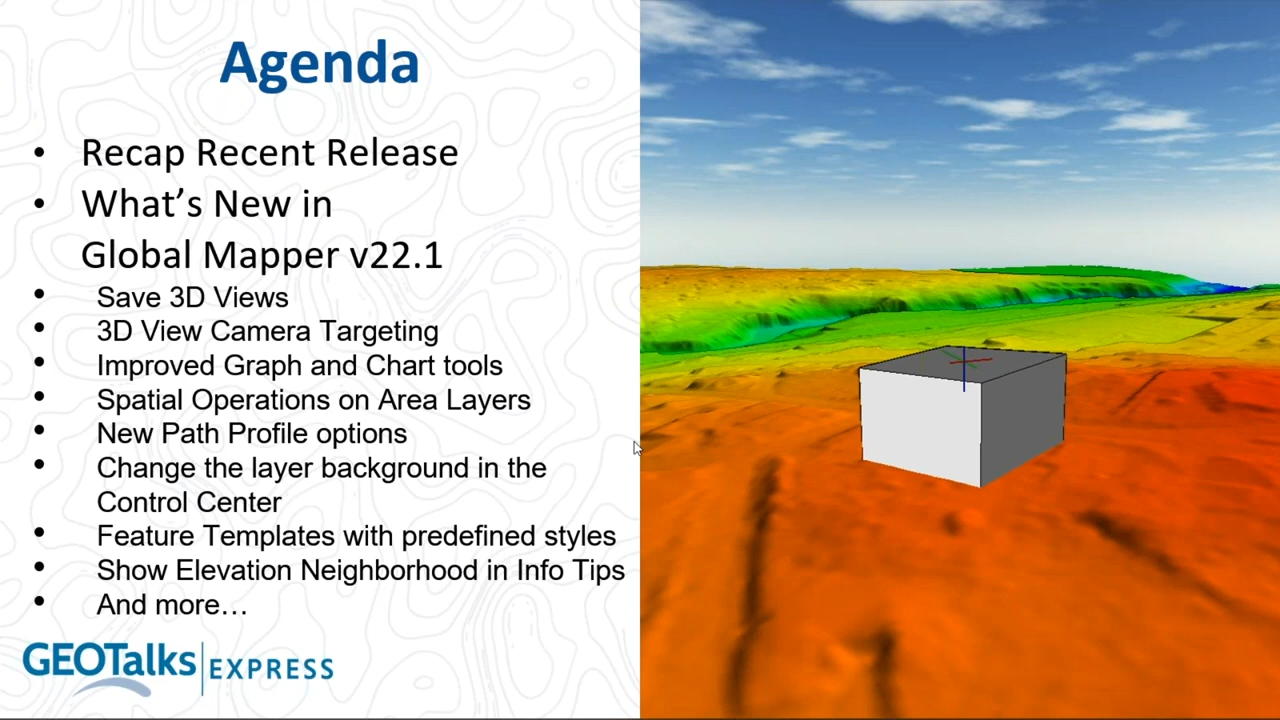 Agenda
• Recap Recent Release
• What’s New in
Global Mapper v22.1
• Save 3D Views
• 3D View Camera Targeting
• Improved Graph and Chart tools
• Spatial Operations on Area Layers
• New Path Profile options
• Change the layer background in the
Control Center
• Feature Templates with predefined styles
• Show Elevation Neighborhood in Info Tips
• And more…
GEOTalks EXPRESS